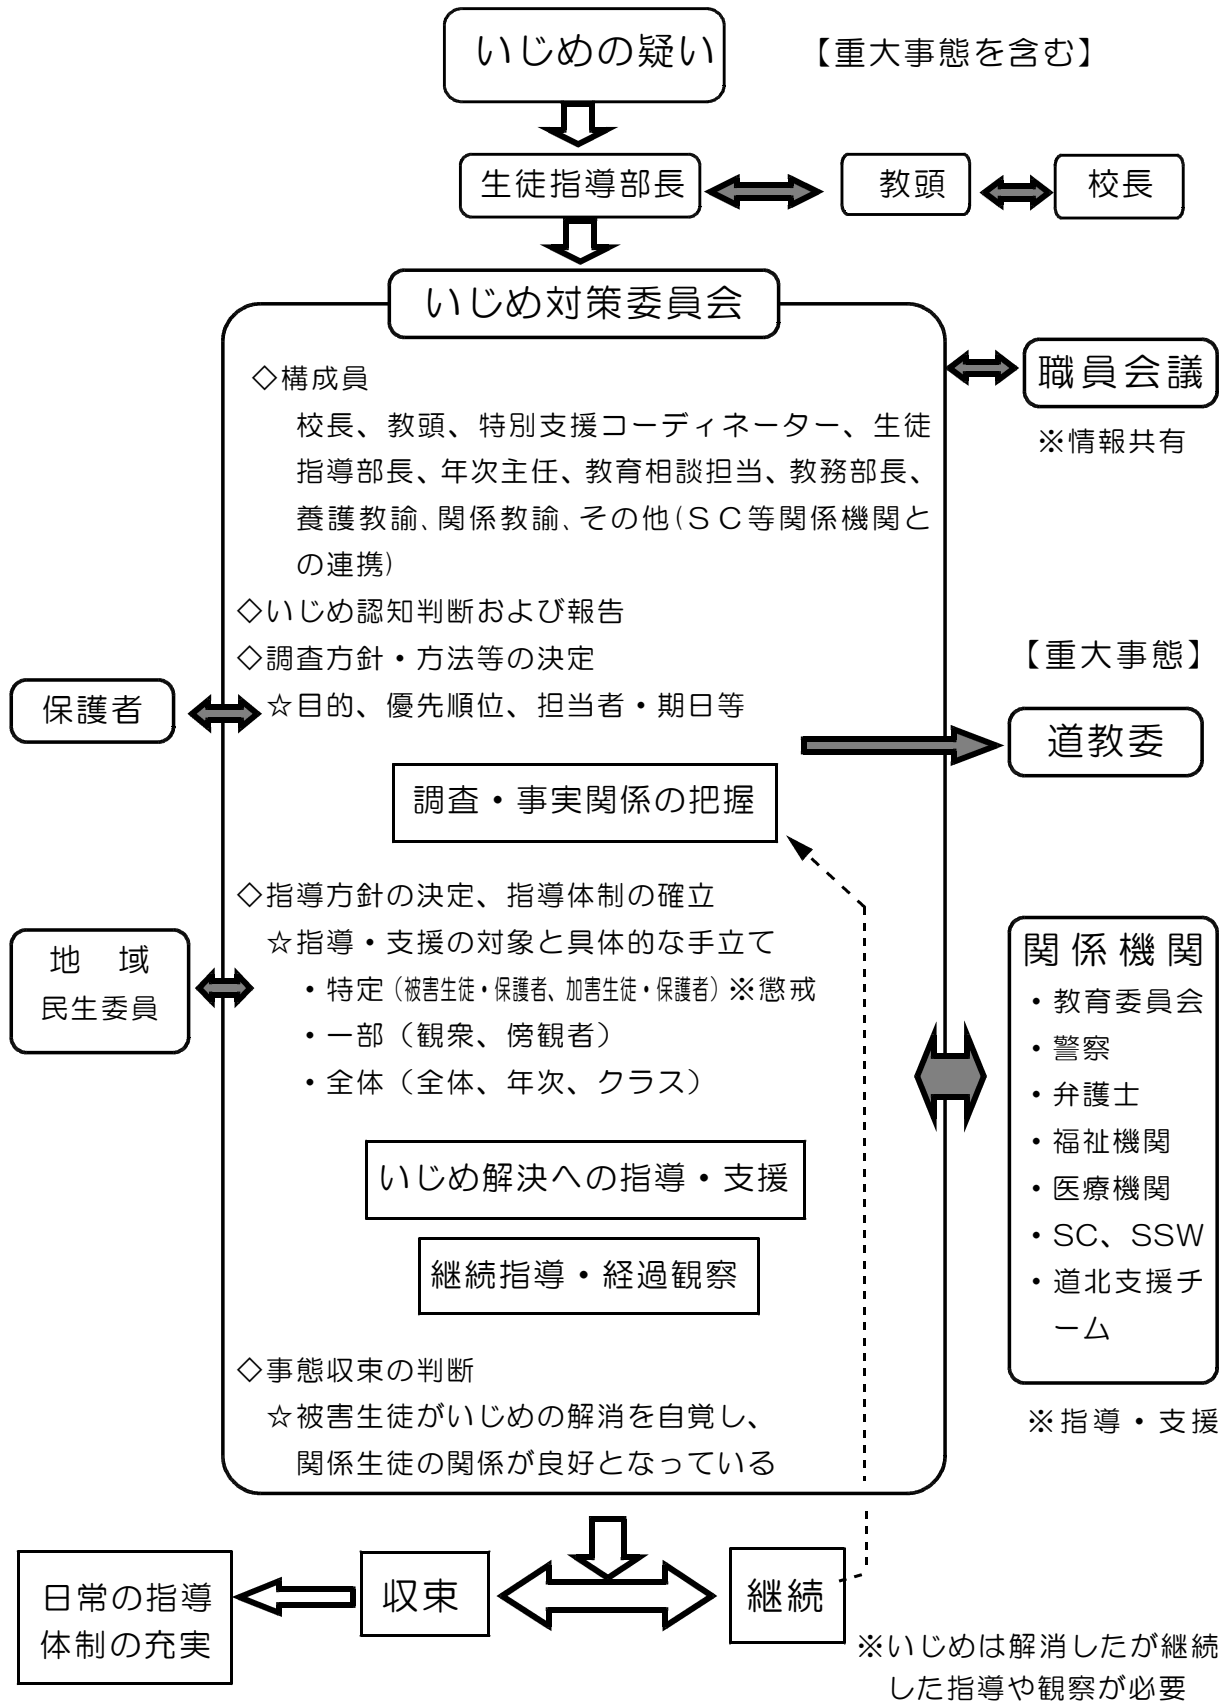 いじめの疑い
【重大事態を含む】
生徒指導部長
教頭
校長
いじめ対策委員会
◇構成員
校長、教頭、特別支援コーディネーター、生徒
指導部長、年次主任、教育相談担当、教務部長、
養護教諭、関係教諭、その他(ＳＣ等関係機関と
の連携)
◇いじめ認知判断および報告
◇調査方針・方法等の決定
☆目的、優先順位、担当者・期日等
調査・事実関係の把握
◇指導方針の決定、指導体制の確立
☆指導・支援の対象と具体的な手立て
・特定（被害生徒・保護者、加害生徒・保護者）※懲戒
・一部（観衆、傍観者）
・全体（全体、年次、クラス）
いじめ解決への指導・支援
継続指導・経過観察
◇事態収束の判断
☆被害生徒がいじめの解消を自覚し、
関係生徒の関係が良好となっている
職員会議
※情報共有
【重大事態】
道教委
保護者
地　域
民生委員
関係機関
・教育委員会
・警察
・弁護士
・福祉機関
・医療機関
・SC、SSW
・道北支援チ
ーム
※指導・支援
日常の指導
体制の充実
収束
継続
※いじめは解消したが継続
した指導や観察が必要